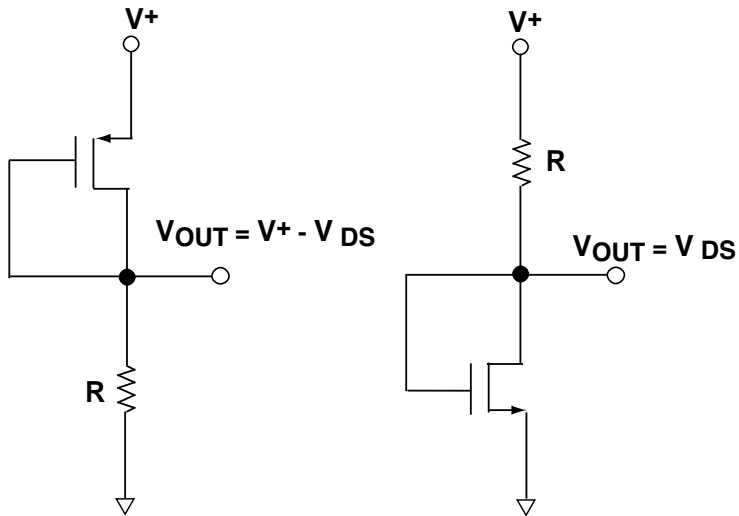 V+
V+
R
VOUT = V+ - V DS
VOUT = V DS
R